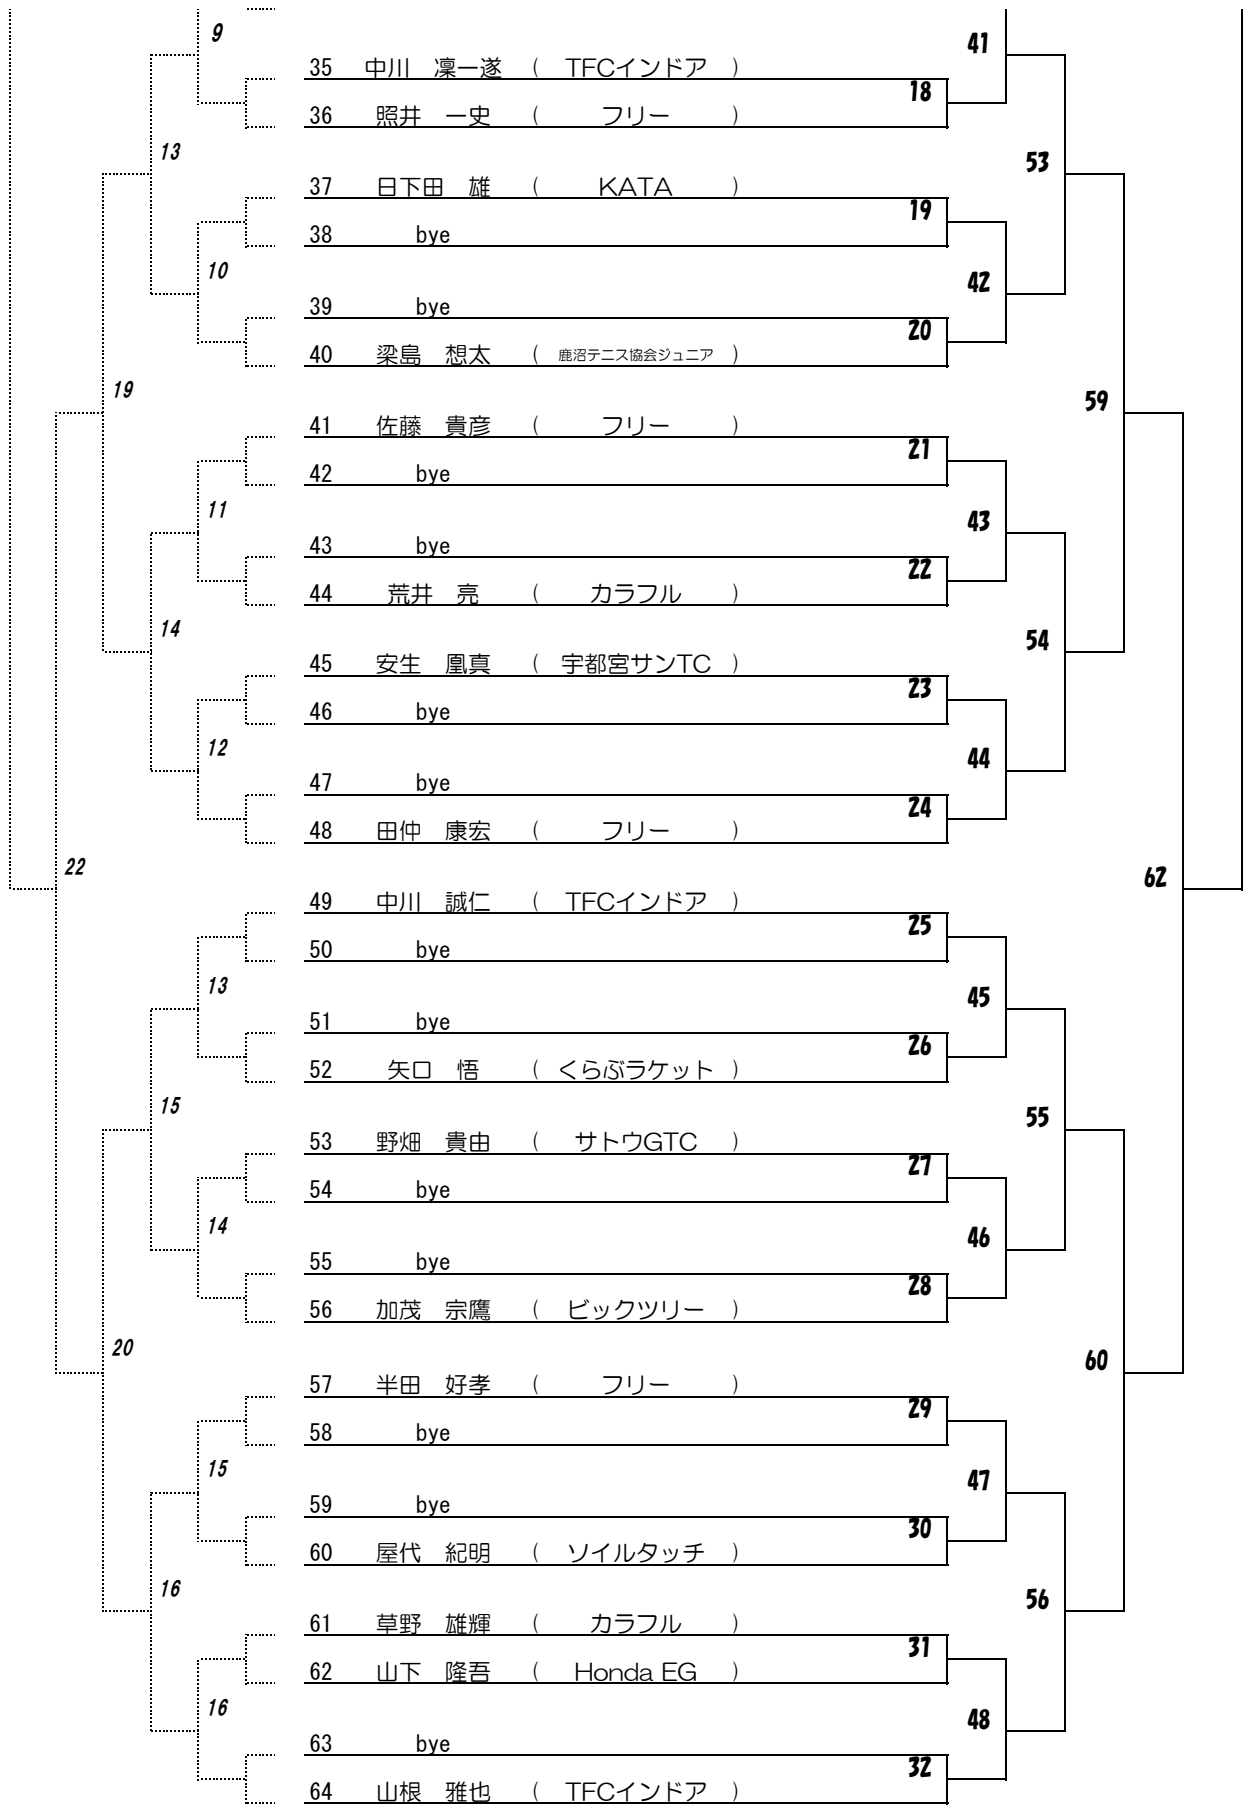 9
41
35 中川 凜一遂 ( TFCインドア )
18
36 照井 一史 ( フリー )
13
53
37 日下田 雄 ( KATA )
19
38 bye
10
42
39 bye
20
40 梁島 想太 ( 鹿沼テニス協会ジュニア )
19
59
41 佐藤 貴彦 ( フリー )
21
42 bye
11
43
43 bye
22
44 荒井 亮 ( カラフル )
14
54
45 安生 凰真 ( 宇都宮サンTC )
23
46 bye
12
44
47 bye
24
48 田仲 康宏 ( フリー )
22
62
49 中川 誠仁 ( TFCインドア )
25
50 bye
13
45
51 bye
26
52 矢口 悟 ( くらぶラケット )
15
55
53 野畑 貴由 ( サトウGTC )
27
54 bye
14
46
55 bye
28
56 加茂 宗鷹 ( ビックツリー )
20
60
57 半田 好孝 ( フリー )
29
58 bye
15
47
59 bye
30
60 屋代 紀明 ( ソイルタッチ )
16
56
61 草野 雄輝 ( カラフル )
31
62 山下 隆吾 ( Honda EG )
16
48
63 bye
32
64 山根 雅也 ( TFCインドア )